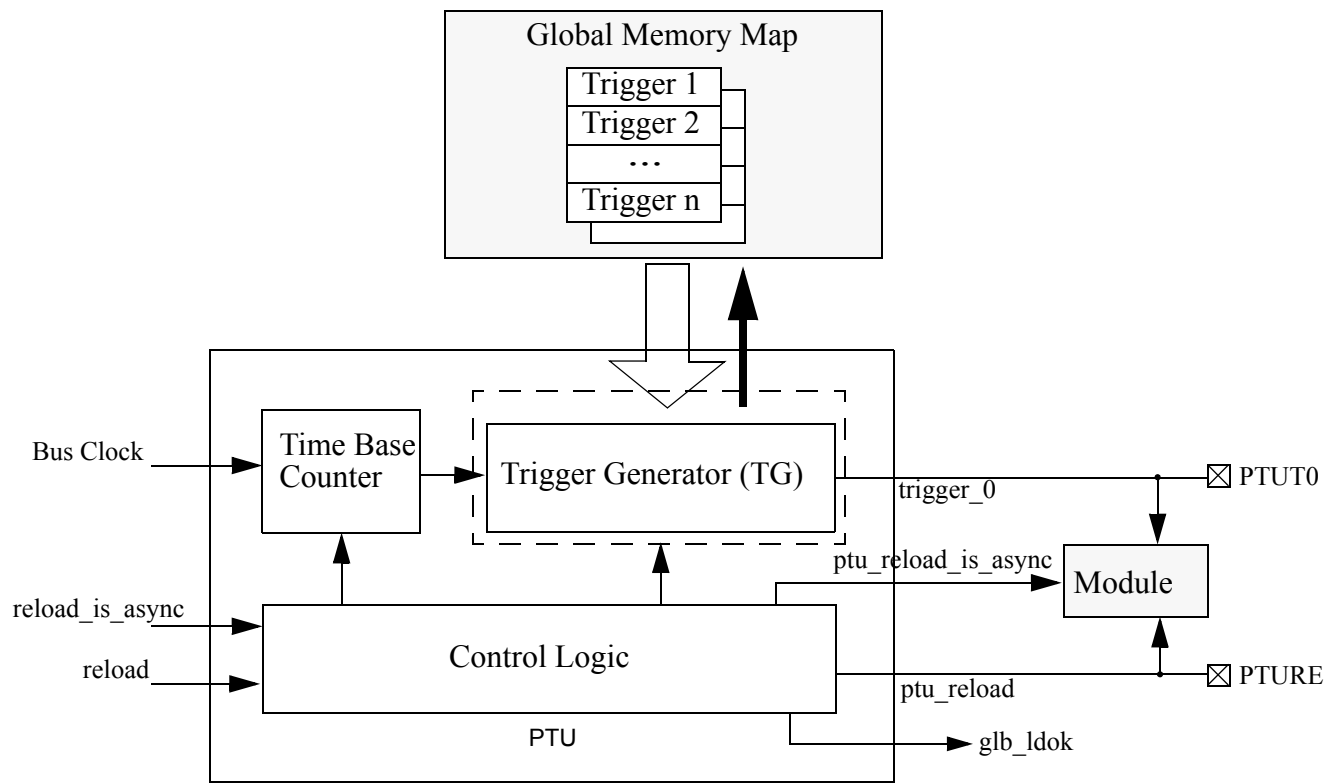 Global Memory Map
Trigger 1
Trigger 2
...
Trigger n
Bus Clock
Time Base
Counter
Trigger Generator (TG)
trigger_0
PTUT0
ptu_reload_is_async
Module
reload_is_async
reload
Control Logic
ptu_reload
PTURE
PTU
glb_ldok